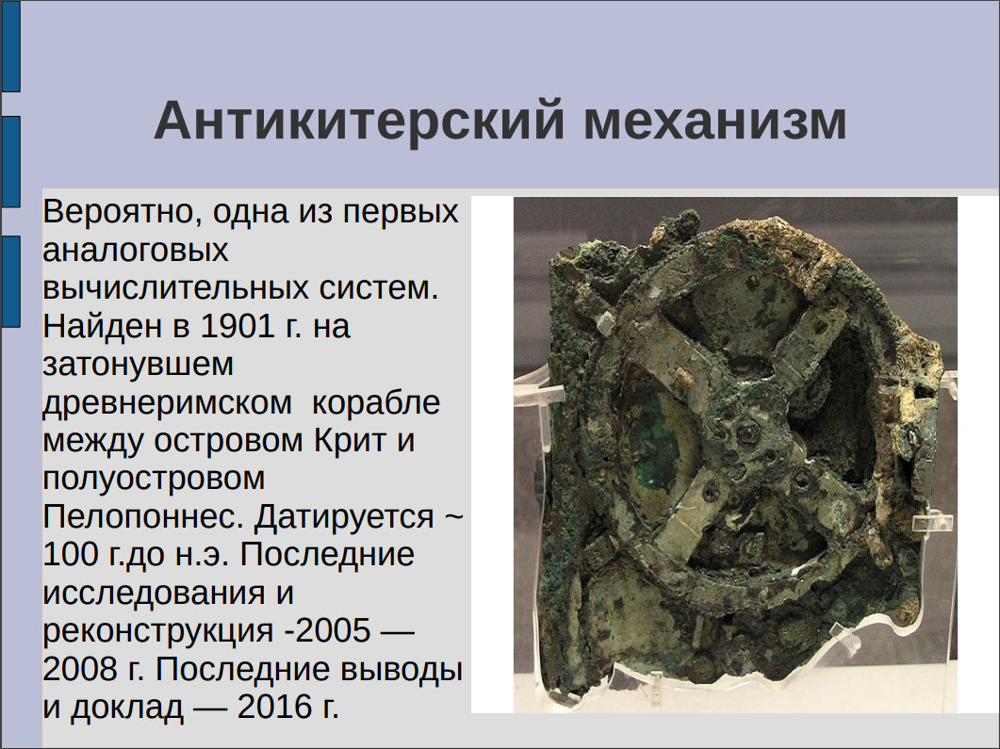 Антикитерский механизм
Вероятно, одна из первых
аналоговых
вычислительных систем.
Найден в 1901 г. на
затонувшем
древнеримском  корабле
между островом Крит и
полуостровом
Пелопоннес. Датируется ~
100 г.до н.э. Последние
исследования и
реконструкция -2005 —
2008 г. Последние выводы
и доклад — 2016 г.